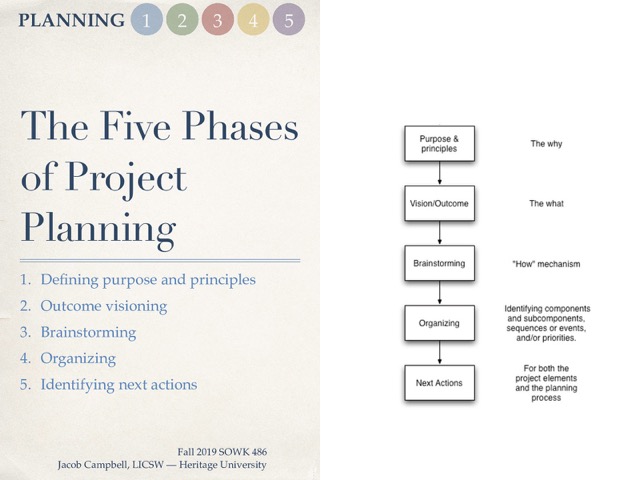 PLANNING 1 2 3 4 5
The Five Phases
of Project
Planning
1. Defining purpose and principles
2. Outcome visioning
3. Brainstorming
4. Organizing
5. Identifying next actions
Fall 2019 SOWK 486
Jacob Campbell, LICSW — Heritage University
Purpose &
principles
The why
Vision/Outcome
The what
Brainstorming
"How" mechanism
Organizing
Identifying components
and subcomponents,
sequences or events,
and/or priorities.
Next Actions
For both the
project elements
and the planning
process